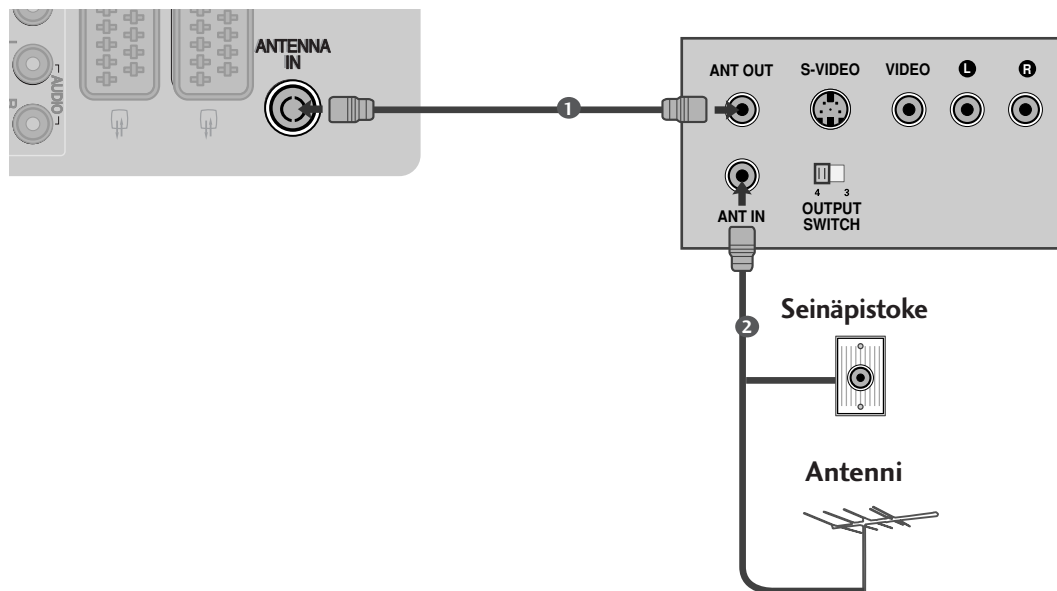 ANTENNA
IN
L
R
AUDIO
1
ANT OUT
S-VIDEO
VIDEO
L
R
4
3
ANT IN
OUTPUT
SWITCH
2
Seinäpistoke
Antenni